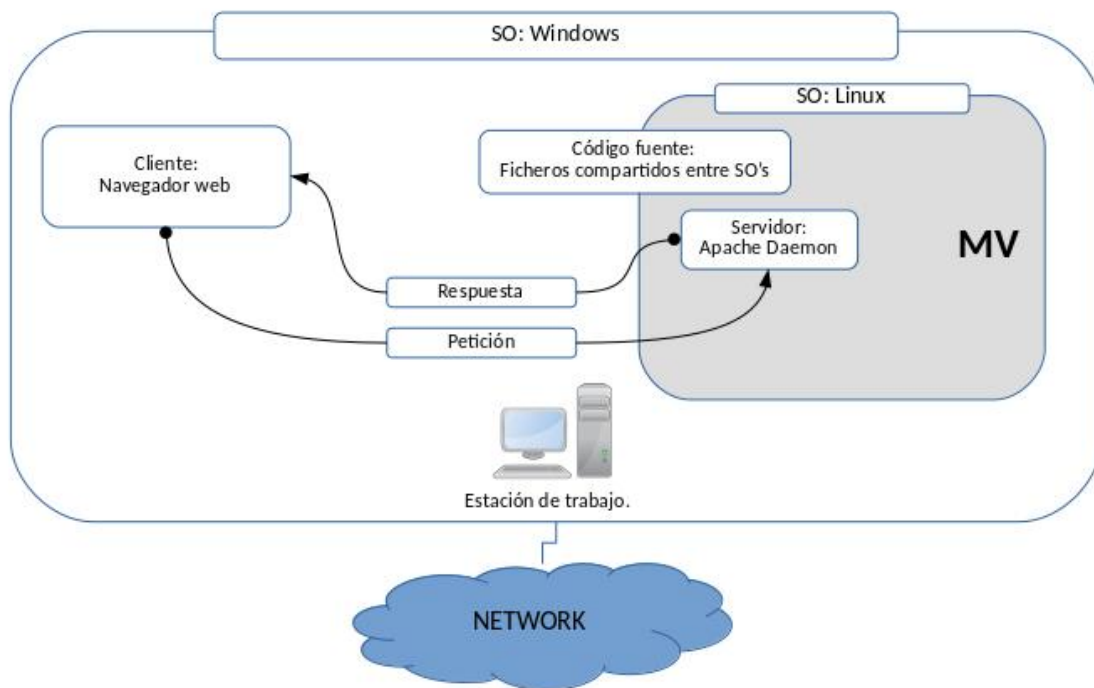 SO: Windows
SO: Linux
Cliente:
Navegador web
Código fuente:
Ficheros compartidos entre SO's
Servidor:
Apache Daemon
MV
Respuesta
Petición
Estación de trabajo.
NETWORK